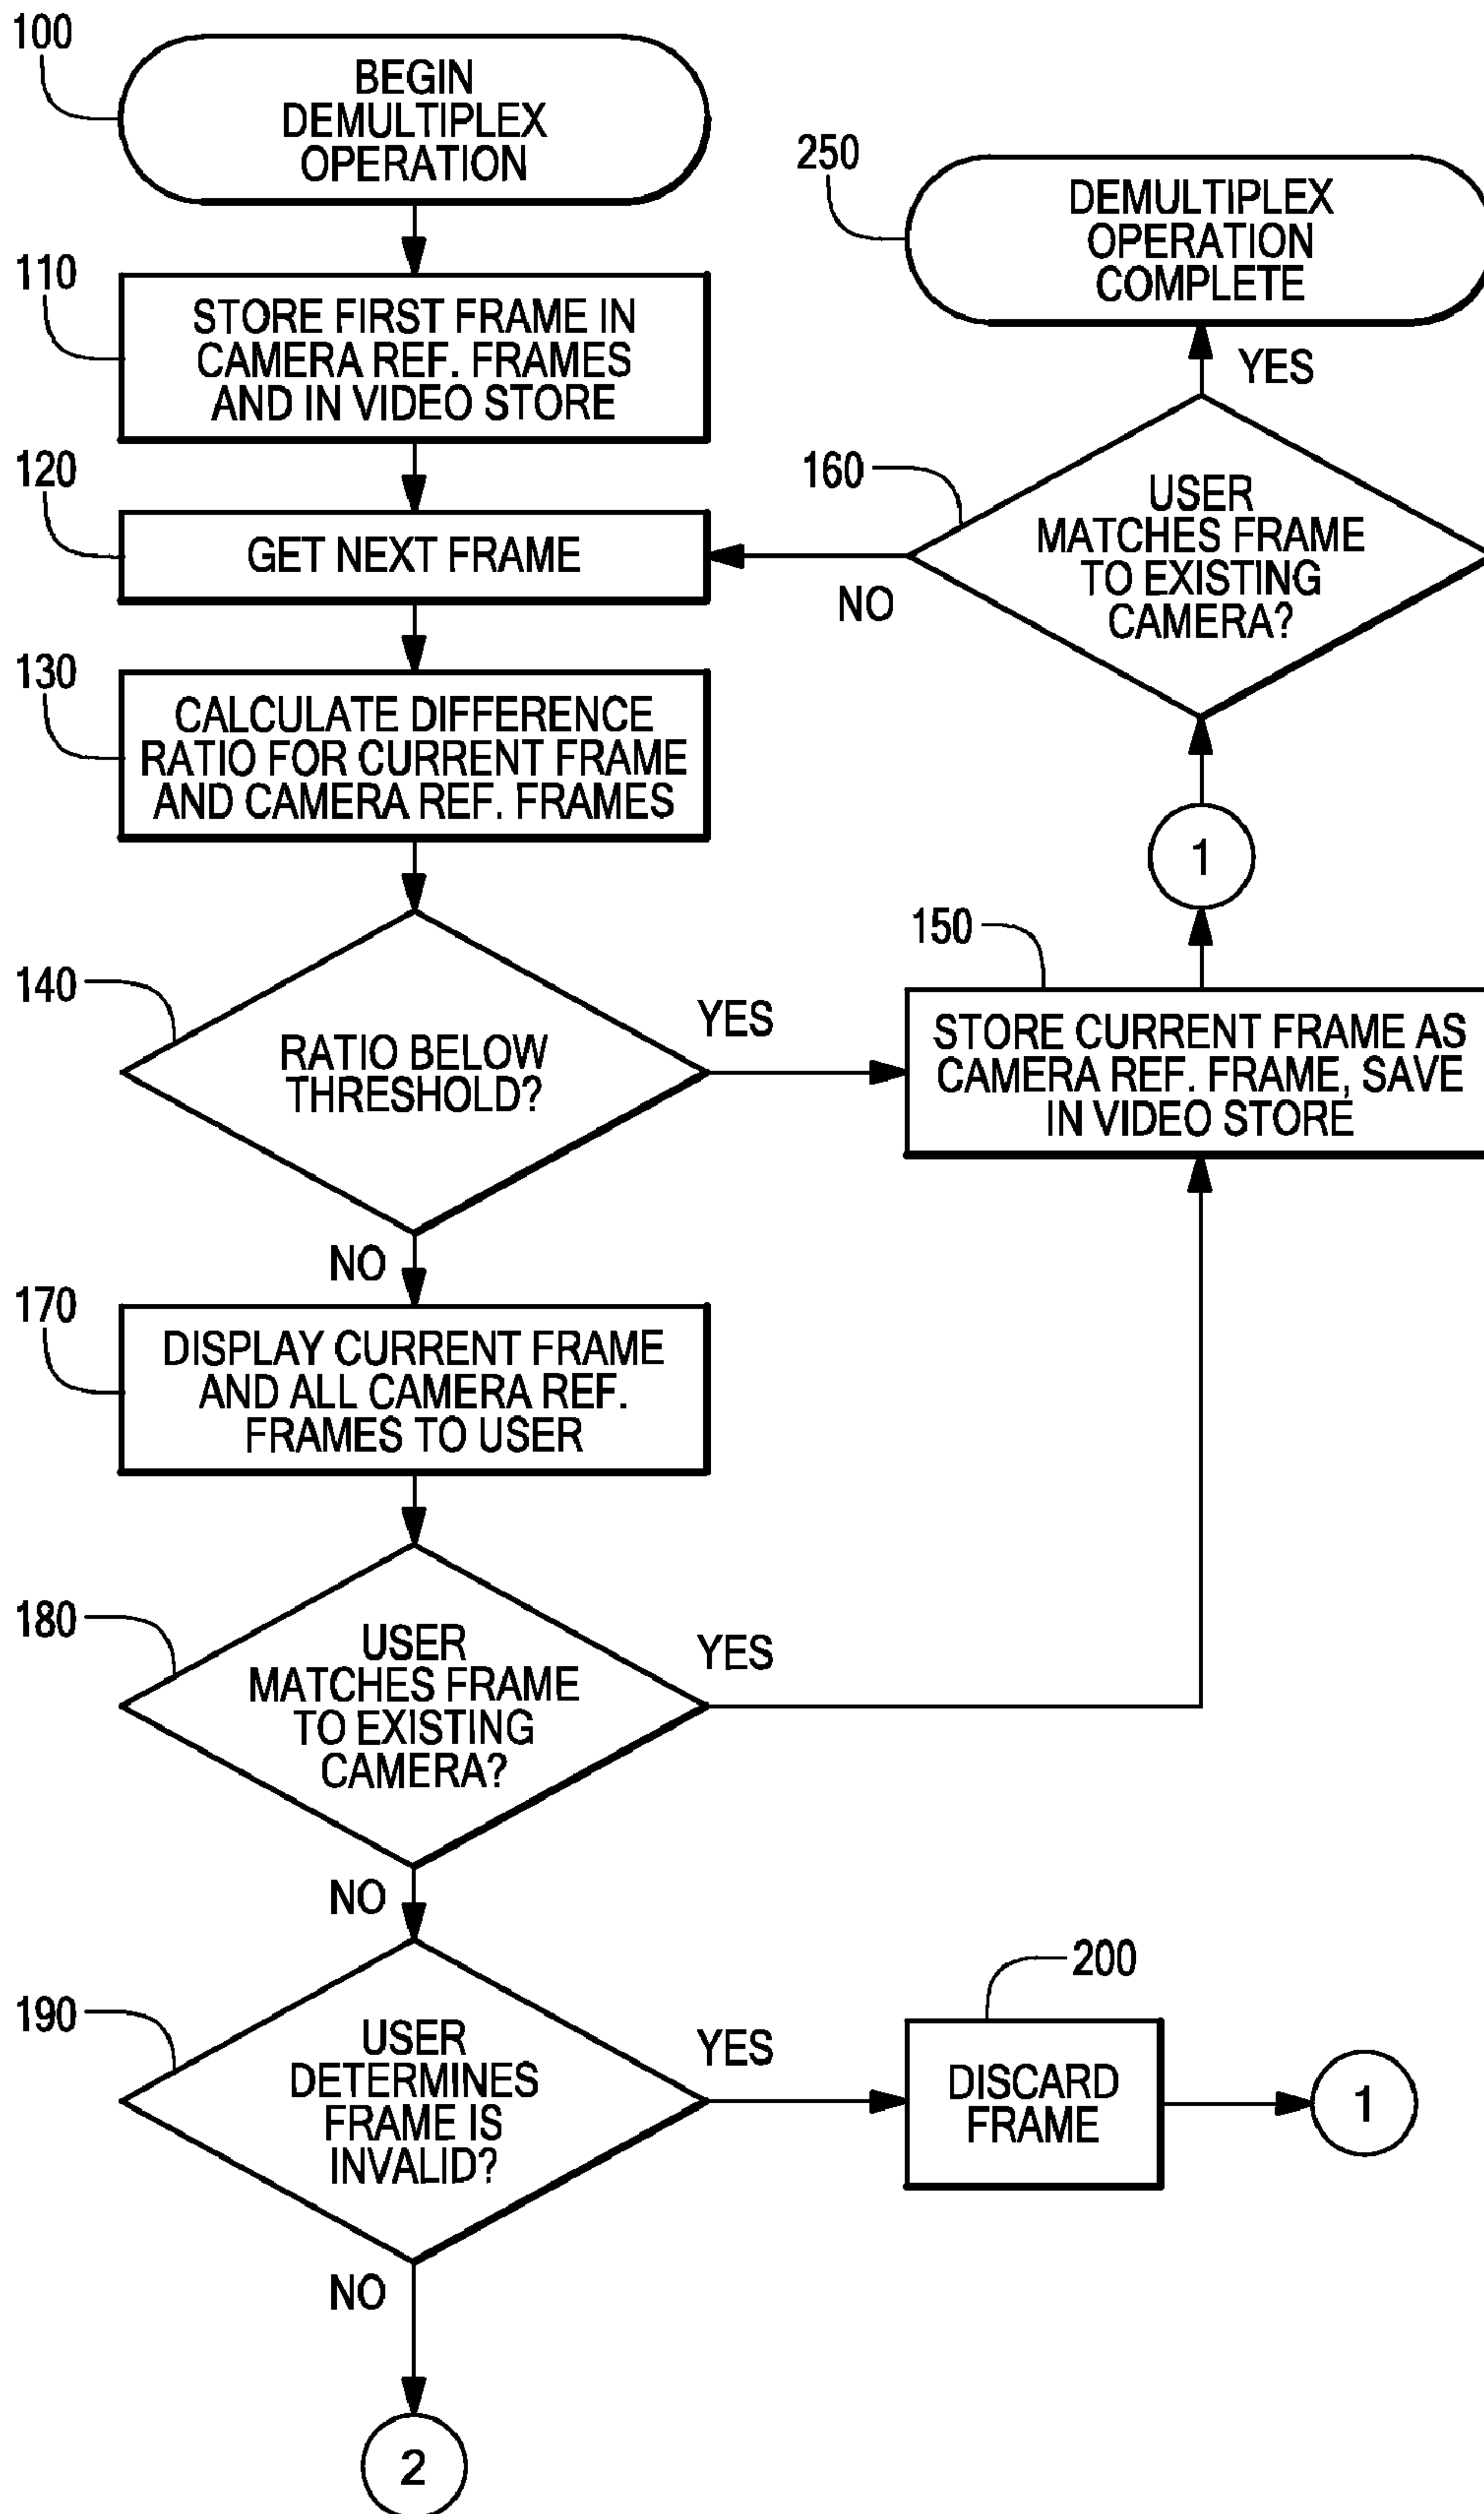 100
BEGIN
DEMULTIPLEX
OPERATION
110
STORE FIRST FRAME IN
CAMERA REF. FRAMES
AND IN VIDEO STORE
120
GET NEXT FRAME
130
CALCULATE DIFFERENCE
RATIO FOR CURRENT FRAME
AND CAMERA REF. FRAMES
140
RATIO BELOW
THRESHOLD?
YES
NO
170
DISPLAY CURRENT FRAME
AND ALL CAMERA REF.
FRAMES TO USER
180
USER
MATCHES FRAME
TO EXISTING
CAMERA?
YES
NO
190
USER
DETERMINES
FRAME IS
INVALID?
YES
NO
2
250
DEMULTIPLEX
OPERATION
COMPLETE
YES
160
USER
MATCHES FRAME
TO EXISTING
CAMERA?
NO
1
150
STORE CURRENT FRAME AS
CAMERA REF. FRAME, SAVE
IN VIDEO STORE
200
DISCARD
FRAME
1